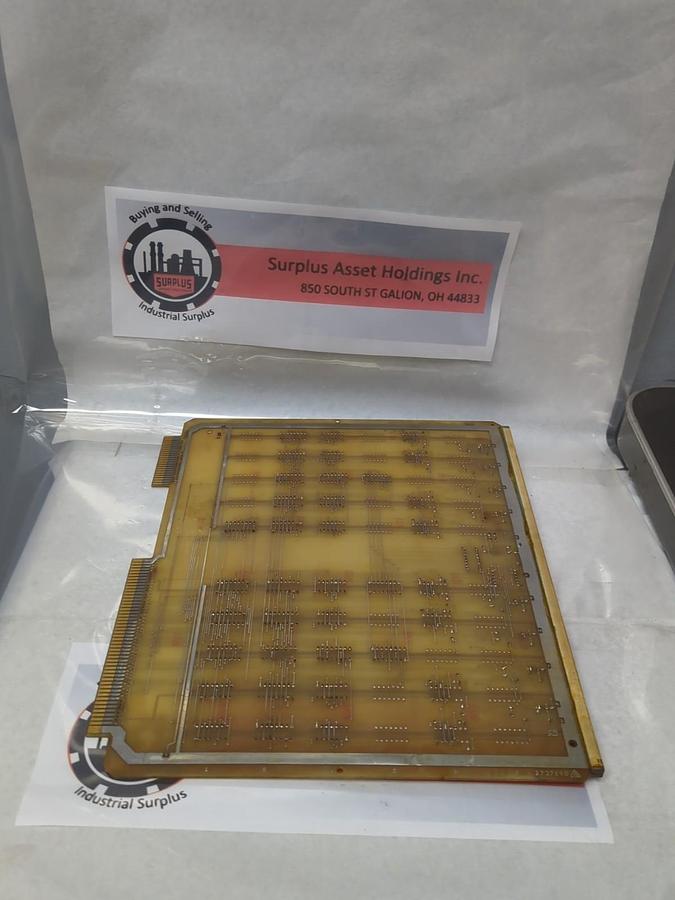 Buying and Selling
SURPLUS
Industrial Surplus
Surplus Asset Holdings Inc.
850 SOUTH ST GALION, OH 44833
Industrial Surplus